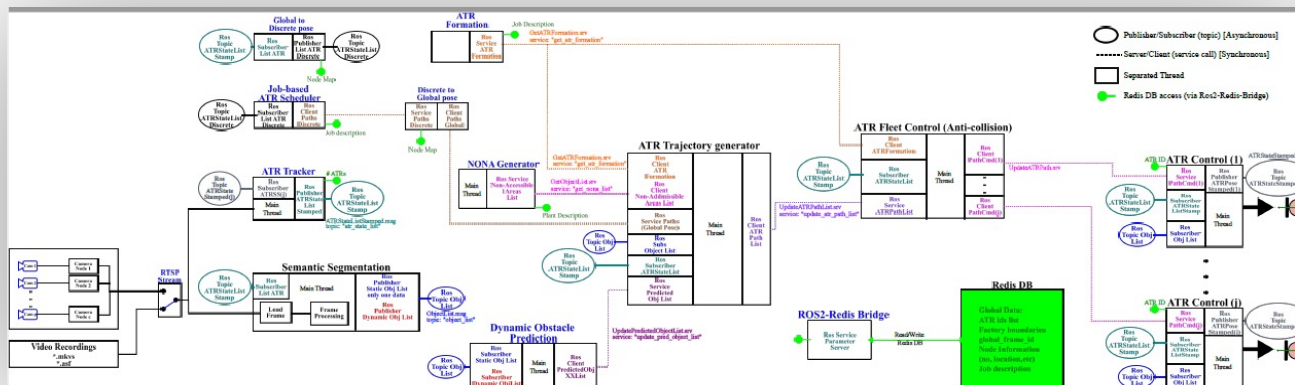 Global to
Discrete pose
Ros
Topic
ATRStateList
Stamp
Ros
Subscriber
List ATR
Ros
Publisher
List ATR
Discrete
Ros
Topic
ATRStateList
Discrete
Node Map
Job-based
ATR Scheduler
Ros
Topic
ATRStateList
Discrete
Ros
Subscriber
List ATR
Discrete
Ros
Client
Paths
Discrete
Job description
Discrete to
Global pose
Ros
Service
Paths
Discrete
Ros
Client
Paths
Global
Node Map
ATR
Formation
Ros
Service
ATR
Formation
Job Description
GetATRFormation.srv
service: "get_atr_formation"
ATR Tracker
Ros
Topic
ATRState
Stamped(j)
Ros
Subscriber
ATRSS(j)
Main
Thread
Ros
Publisher
ATR
State
List
Stamped
# ATRs
Ros
Topic
ATRStateList
Stamp
ATRStateListStamped.msg
topic: "atr_state_list"
NONA Generator
Main
Thread
Ros Service
Non-Accessible
Areas
List
Plant Description
GetATRFormation.srv
service: "get_atr_formation"
GetObjectList.srv
service: "get_nona_list"
ATR Trajectory generator
Ros
Client
ATR
Formation
Ros
Client
Non-Admissible
Areas List
Ros
Service Paths
(Global Pose)
Ros
Subs
Object List
Ros
Subscriber
ATRStateList
Ros
Service
Predicted
Obj List
Main
Thread
Ros
Client
ATR
Path
List
Ros
Topic Obj
List
Ros
Topic
ATRStateList
Stamp
UpdateATRPathList.srv
service: "update_atr_path_list"
ATR Fleet Control (Anti-collision)
Ros
Topic
ATRStateList
Stamp
Ros
Client
ATRFormation
Ros
Subscriber
ATRStateList
Ros
Service
ATRPathList
Main
Thread
Ros
Client
PathCmd(1)
Ros
Client
PathCmd(j)
UpdateATRPath.srv
Publisher/Subscriber (topic) [Asynchronous]
Server/Client (service call) [Synchronous]
Separated Thread
Redis DB access (via Ros2-Redis-Bridge)
ATR ID
ATR Control (1)
Ros
Service
PathCmd(1)
Ros
Publisher
ATRPose
Stamped(1)
Ros
Subscriber
ATRState
ListStamp
Ros
Subscriber
Obj List
Main
Thread
Ros
Topic
ATRStateList
Stamp
Ros
Topic Obj
List
Ros
Topic
ATRState
ATR ID
ATR Control (j)
Ros
Service
PathCmd(j)
Ros
Publisher
ATRPose
Stamped(j)
Ros
Subscriber
ATRState
ListStamp
Ros
Subscriber
Obj List
Main
Thread
Ros
Topic
ATRStateList
Stamp
Ros
Topic Obj
List
Ros
Topic
ATRState
Camera
Node 1
Camera
Node 2
Camera
Node c
RTSP
Stream
Video Recordings
*.mkvs
*.asf
Semantic Segmentation
Ros
Topic
ATRStateList
Stamp
Ros
Subscriber
List ATR
Main Thread
Load
Frame
Frame
Processing
Ros
Publisher
Static Obj List
only one data
Ros
Publisher
Dynamic Obj List
Ros
Topic Obj
List
ObjectList.msg
topic: "object_list"
Dynamic Obstacle
Prediction
Ros
Topic Obj
List
Ros
Subscriber
Static Obj List
Ros
Subscriber
Main
Thread
Ros
Client
PredictedObj
XXList
UpdatePredictedObjectList.srv
service: "update_pred_object_list"
ROS2-Redis Bridge
Ros Service
Parameter
Server
Read/Write
Redis DB
Redis DB
Global Data:
ATR ids list
Factory boundaries
global_frame_id
Node Information
(no, location,etc)
Job description